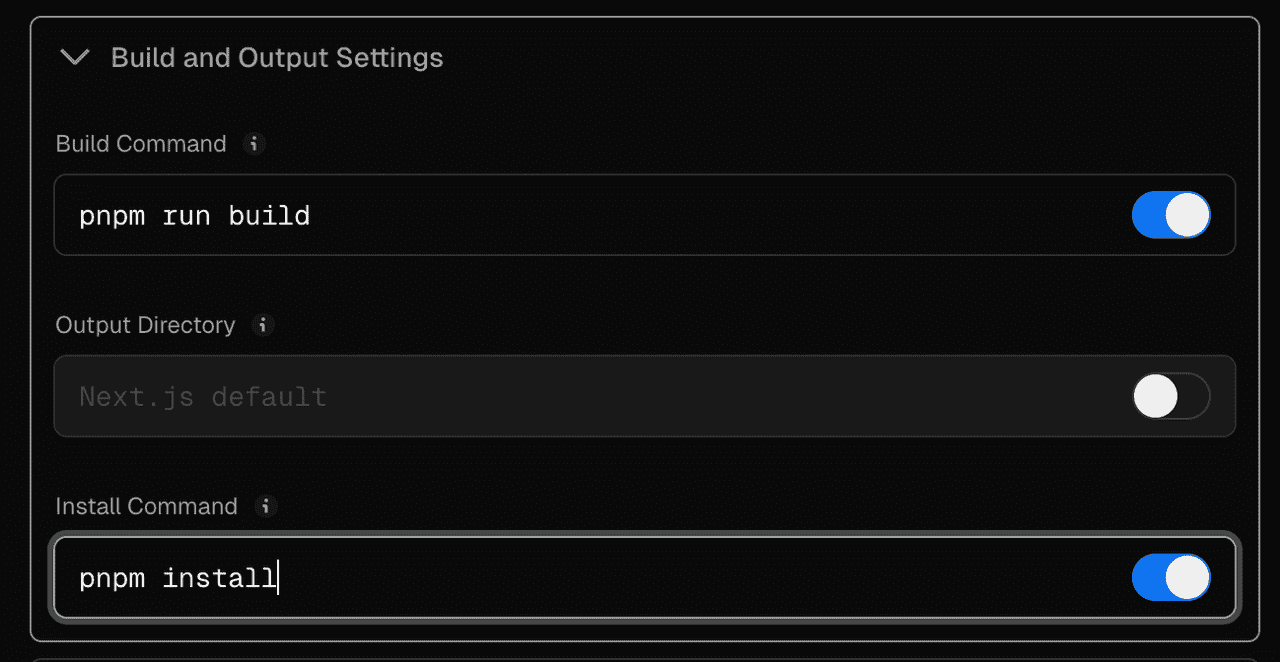 Build and Output Settings
Build Command
pnpm run build
Output Directory
Next.js default
Install Command
pnpm install